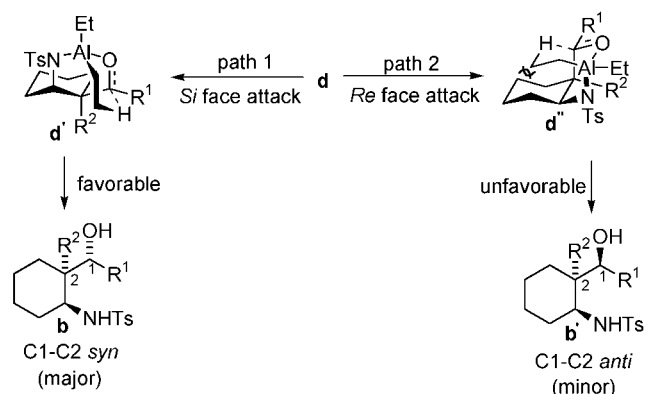 Et
TsN Al O
R¹
H
R²
d'
path 1
Si face attack
d
path 2
Re face attack
R¹
H O
Al Et
N R²
Ts
d''
favorable
unfavorable
R² OH
1
2 R¹
NHTs
b
C1-C2 syn
(major)
R² OH
1
2 R¹
NHTs
b'
C1-C2 anti
(minor)